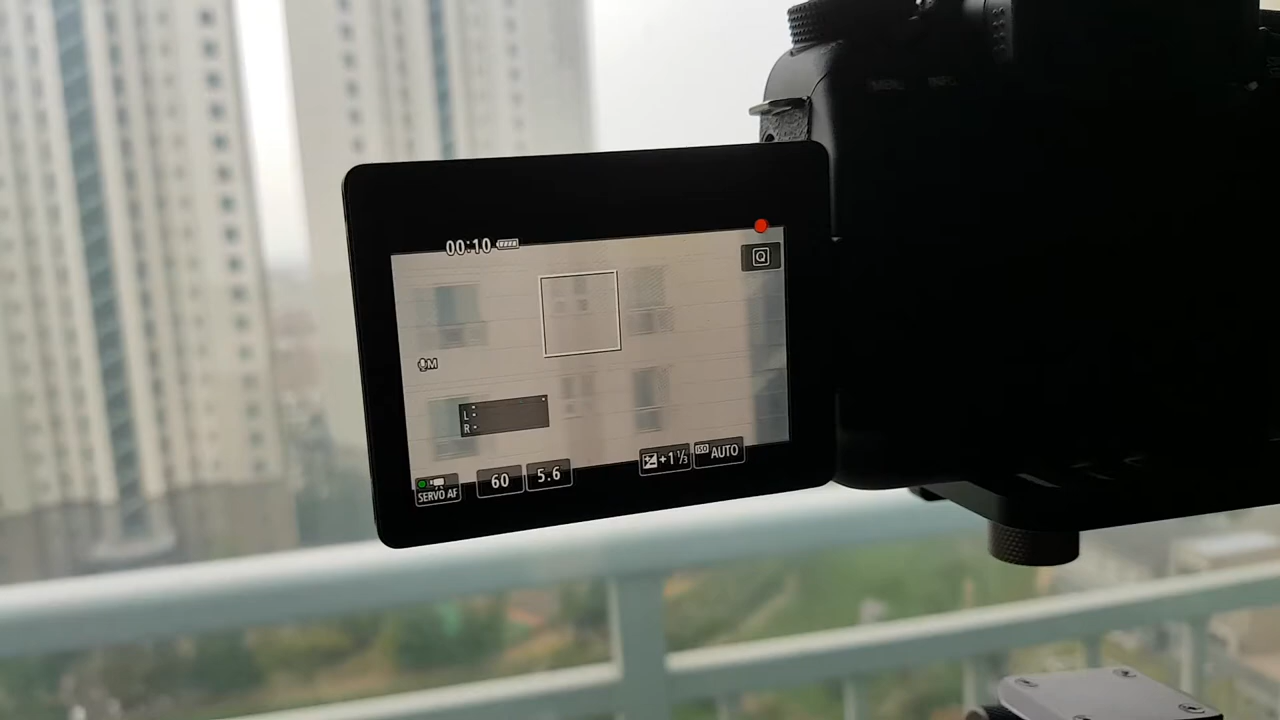 00:10
Q
M
L
R
SERVO AF
60
5.6
+1 1/3
ISO AUTO